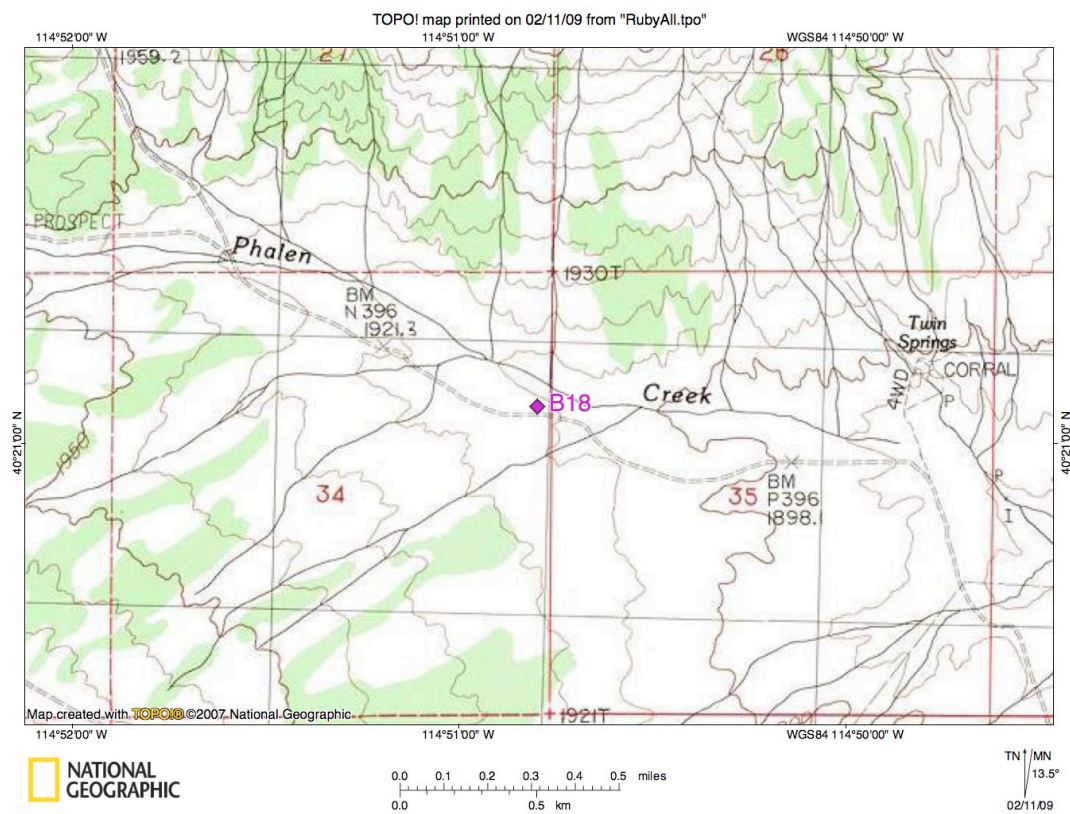 TOPO! map printed on 02/11/09 from "RubyAll.tpo"
114°52'00" W 114°51'00" W WGS84 114°50'00" W
1959.2 27 26
PROSPECT
Phalen
1930T
BM
N 396
1921.3
Twin
Springs
CORRAL
4WD
P
Creek
B18
40°21'00" N 40°21'00" N
1950
34
35
BM
P396
1898.1
P
I
1921T
Map created with TOPO!® ©2007 National Geographic
114°52'00" W 114°51'00" W WGS84 114°50'00" W
NATIONAL
GEOGRAPHIC
0.0 0.1 0.2 0.3 0.4 0.5 miles
0.0 0.5 km
TN MN
13.5°
02/11/09